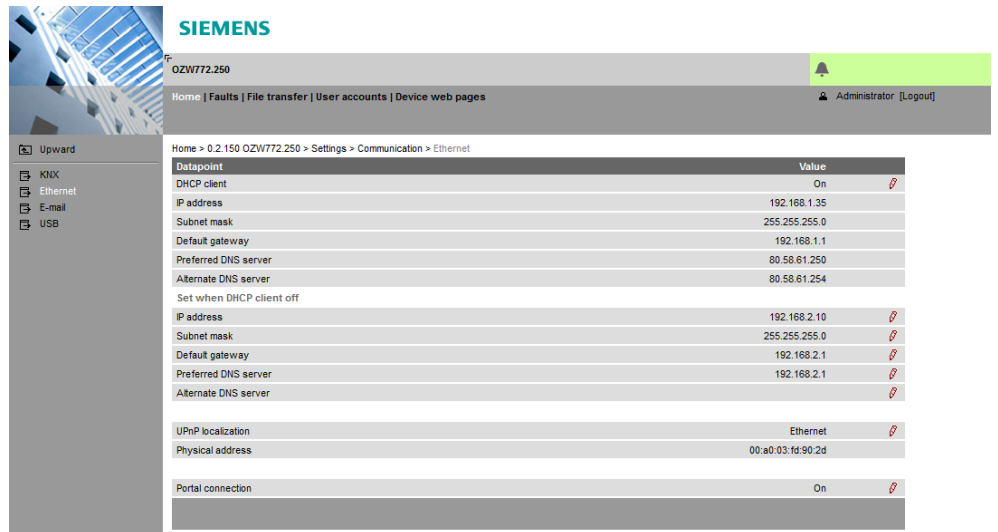 SIEMENS
OZW772.250
Home | Faults | File transfer | User accounts | Device web pages
Administrator [Logout]
Upward
KNX
Ethernet
E-mail
USB
Home > 0.2.150 OZW772.250 > Settings > Communication > Ethernet
Datapoint Value
DHCP client On
IP address 192.168.1.35
Subnet mask 255.255.255.0
Default gateway 192.168.1.1
Preferred DNS server 80.58.61.250
Alternate DNS server 80.58.61.254
Set when DHCP client off
IP address 192.168.2.10
Subnet mask 255.255.255.0
Default gateway 192.168.2.1
Preferred DNS server 192.168.2.1
Alternate DNS server
UPnP localization Ethernet
Physical address 00:a0:03:fd:90:2d
Portal connection On